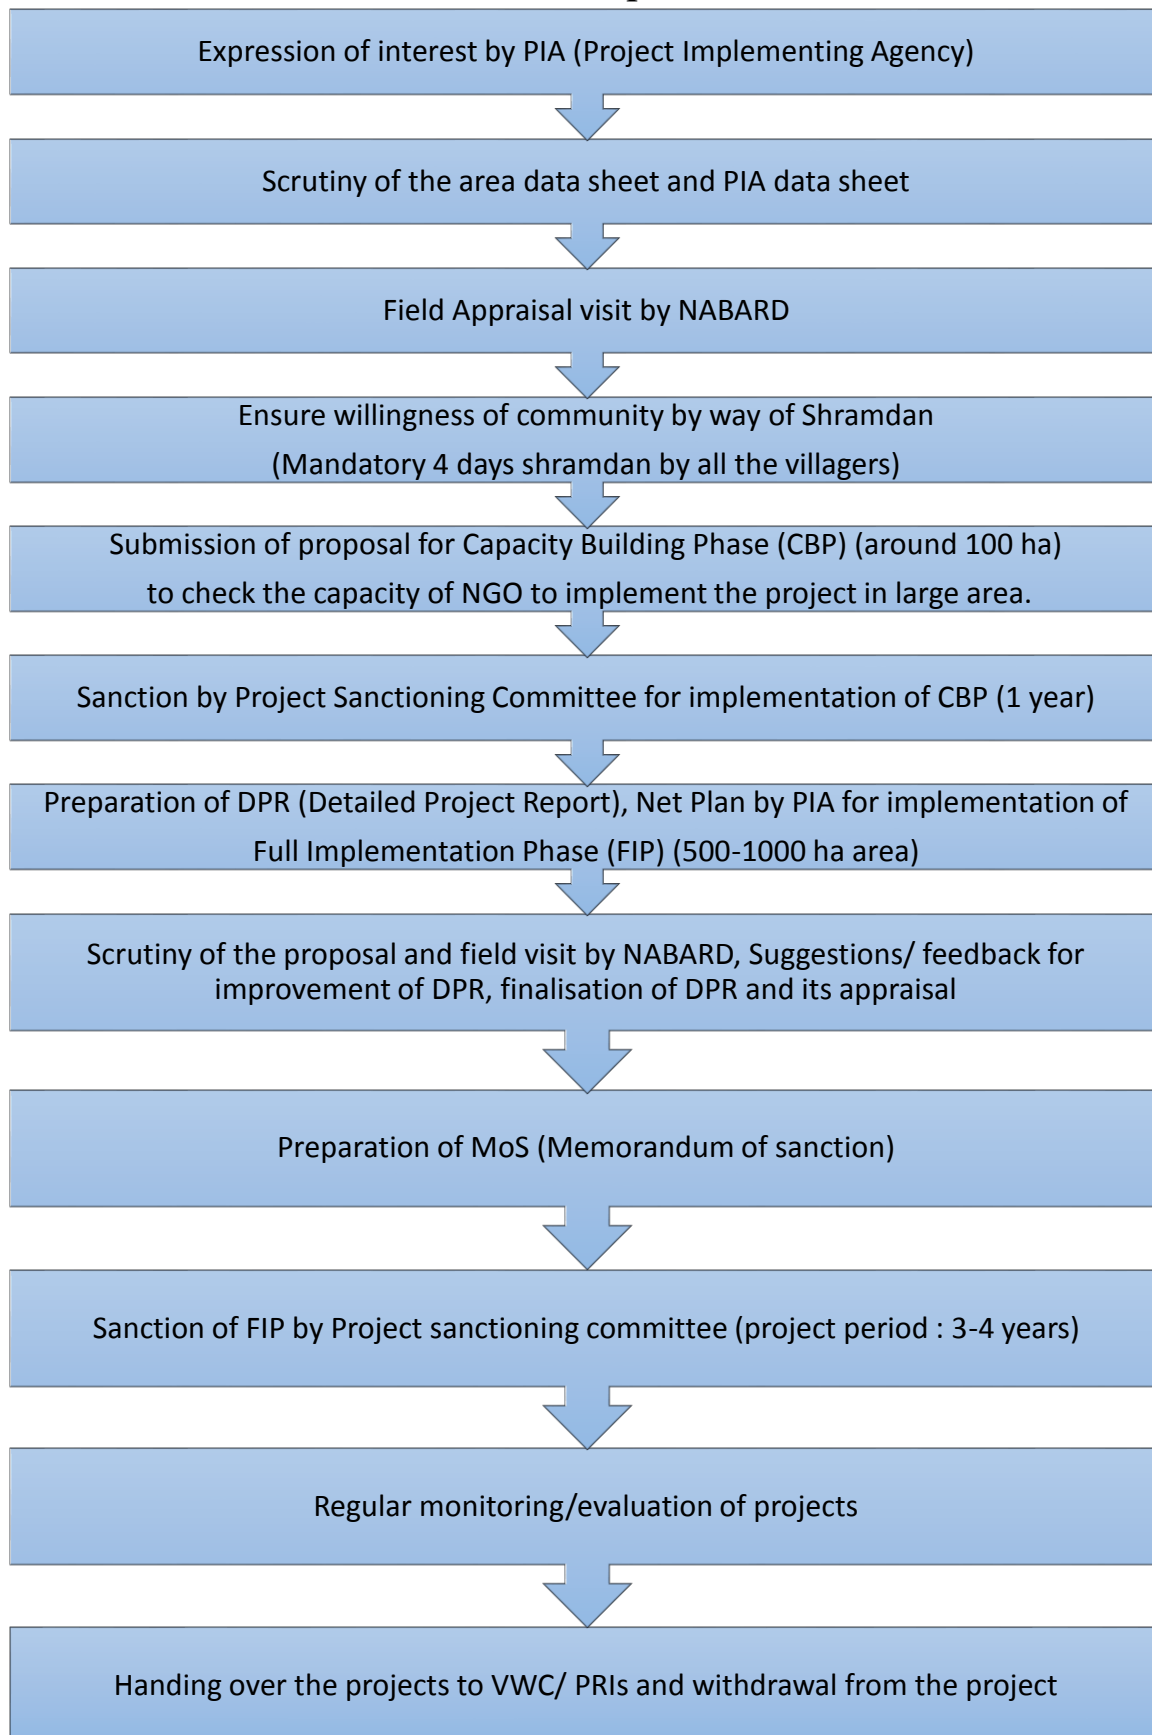 Expression of interest by PIA (Project Implementing Agency)
Scrutiny of the area data sheet and PIA data sheet
Field Appraisal visit by NABARD
Ensure willingness of community by way of Shramdan
(Mandatory 4 days shramdan by all the villagers)
Submission of proposal for Capacity Building Phase (CBP) (around 100 ha)
to check the capacity of NGO to implement the project in large area.
Sanction by Project Sanctioning Committee for implementation of CBP (1 year)
Preparation of DPR (Detailed Project Report), Net Plan by PIA for implementation of
Full Implementation Phase (FIP) (500-1000 ha area)
Scrutiny of the proposal and field visit by NABARD, Suggestions/ feedback for
improvement of DPR, finalisation of DPR and its appraisal
Preparation of MoS (Memorandum of sanction)
Sanction of FIP by Project sanctioning committee (project period : 3-4 years)
Regular monitoring/evaluation of projects
Handing over the projects to VWC/ PRIs and withdrawal from the project